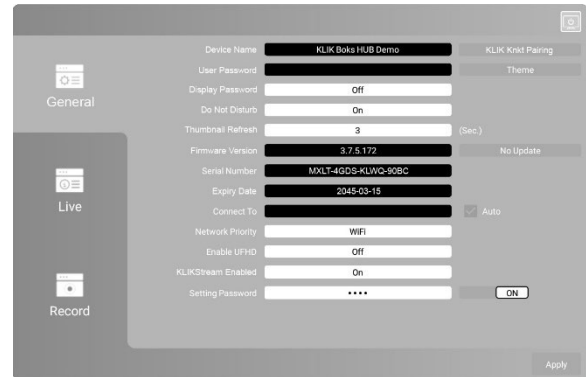 Device Name KLIK Boks HUB Demo KLIK Knkt Pairing
User Password Theme
General
Display Password Off
Do Not Disturb On
Thumbnail Refresh 3 (Sec.)
Firmware Version 3.7.5.172 No Update
Serial Number MXLT-4GDS-KLWQ-90BC
Expiry Date 2045-03-15
Live
Connect To Auto
Network Priority WiFi
Enable UFHD Off
KLIKStream Enabled On
Setting Password •••• ON
Record
Apply